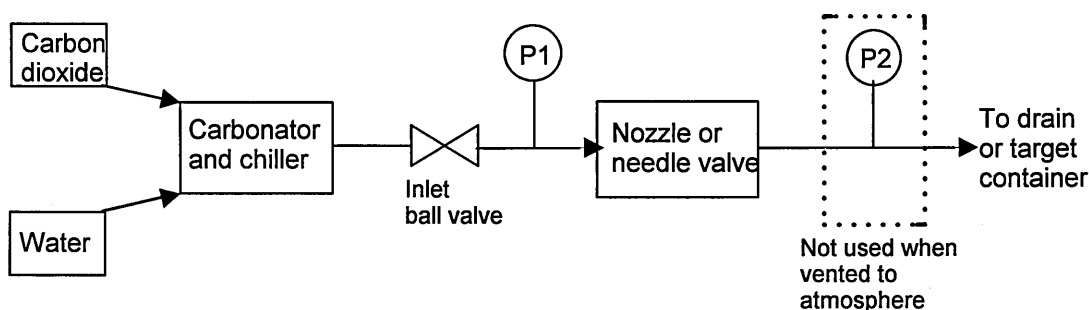 Carbon
dioxide
Water
Carbonator
and chiller
Inlet
ball valve
P1
Nozzle or
needle valve
P2
Not used when
vented to
atmosphere
To drain
or target
container